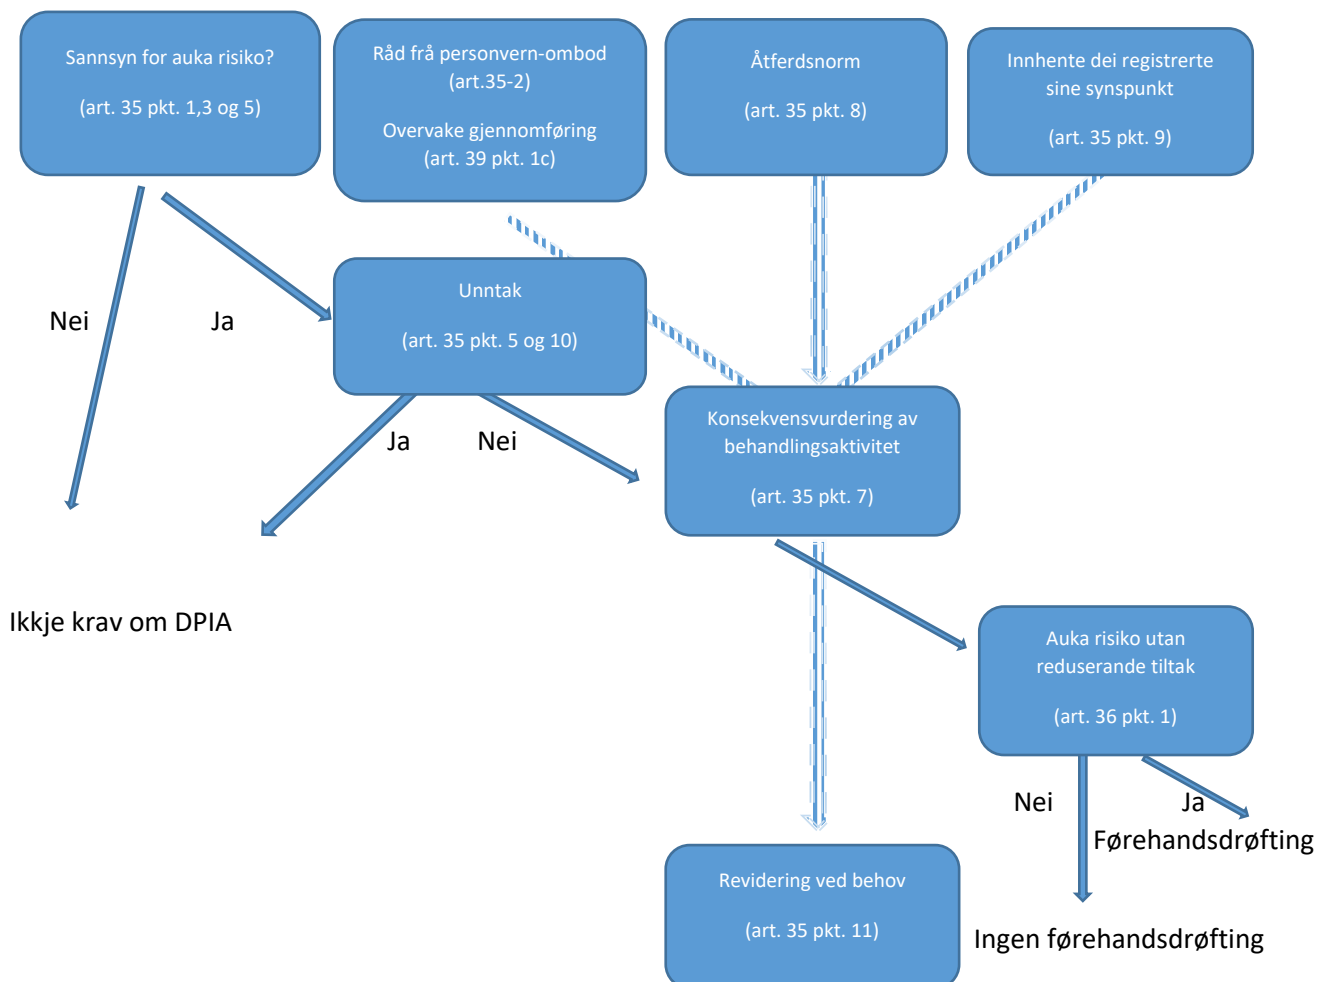 Sannsyn for auka risiko?
(art. 35 pkt. 1,3 og 5)
Råd frå personvern-ombod
(art.35-2)
Overvake gjennomføring
(art. 39 pkt. 1c)
Åtferdsnorm
(art. 35 pkt. 8)
Innhente dei registrerte
sine synspunkt
(art. 35 pkt. 9)
Nei
Ja
Unntak
(art. 35 pkt. 5 og 10)
Ja
Nei
Konsekvensvurdering av
behandlingsaktivitet
(art. 35 pkt. 7)
Ikkje krav om DPIA
Auka risiko utan
reduserande tiltak
(art. 36 pkt. 1)
Nei
Ja
Førehandsdrøfting
Revidering ved behov
(art. 35 pkt. 11)
Ingen førehandsdrøfting